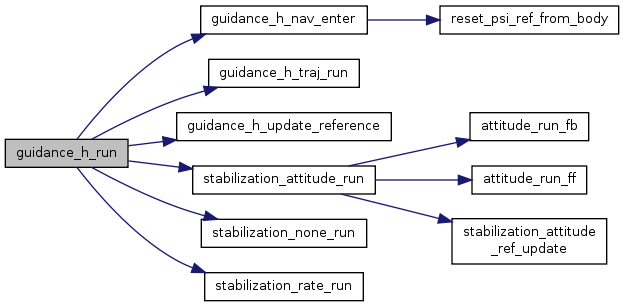 guidance_h_run
guidance_h_nav_enter
reset_psi_ref_from_body
guidance_h_traj_run
guidance_h_update_reference
stabilization_attitude_run
attitude_run_fb
attitude_run_ff
stabilization_attitude
_ref_update
stabilization_none_run
stabilization_rate_run